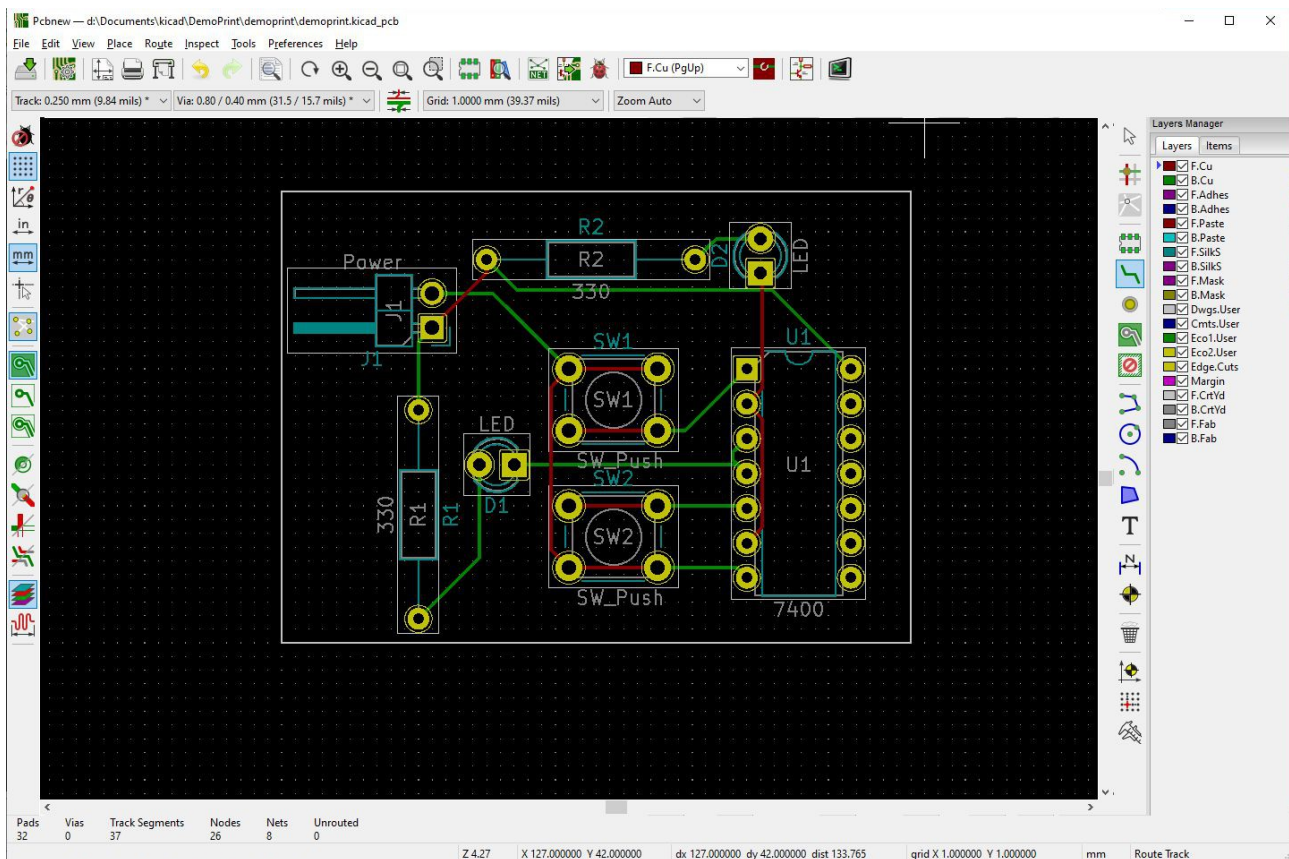 Pcbnew — d:\Documents\kicad\DemoPrint\demoprint\demoprint.kicad_pcb
File Edit View Place Route Inspect Tools Preferences Help
NET
F.Cu (PgUp)
Track: 0.250 mm (9.84 mils) *
Via: 0.80 / 0.40 mm (31.5 / 15.7 mils) *
Grid: 1.0000 mm (39.37 mils)
Zoom Auto
in
mm
Layers Manager
Layers Items
F.Cu
B.Cu
F.Adhes
B.Adhes
F.Paste
B.Paste
F.SilkS
B.SilkS
F.Mask
B.Mask
Dwgs.User
Cmts.User
Eco1.User
Eco2.User
Edge.Cuts
Margin
F.CrtYd
B.CrtYd
F.Fab
B.Fab
R2
R2
330
D2
LED
Power
J1
J1
SW1
SW1
SW_Push
U1
U1
7400
LED
D1
330
R1
R1
SW2
SW2
SW_Push
T
N
Pads Vias Track Segments Nodes Nets Unrouted
32 0 37 26 8 0
Z 4.27 X 127.000000 Y 42.000000 dx 127.000000 dy 42.000000 dist 133.765 grid X 1.000000 Y 1.000000 mm Route Track